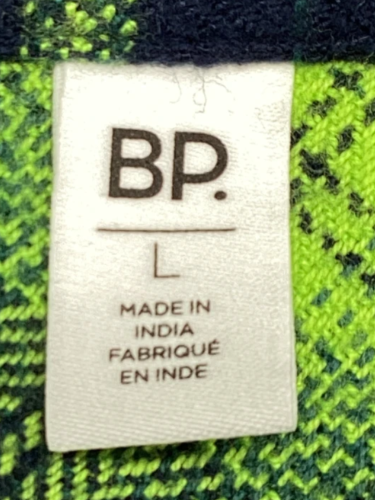 BP.
L
MADE IN
INDIA
FABRIQUÉ
EN INDE